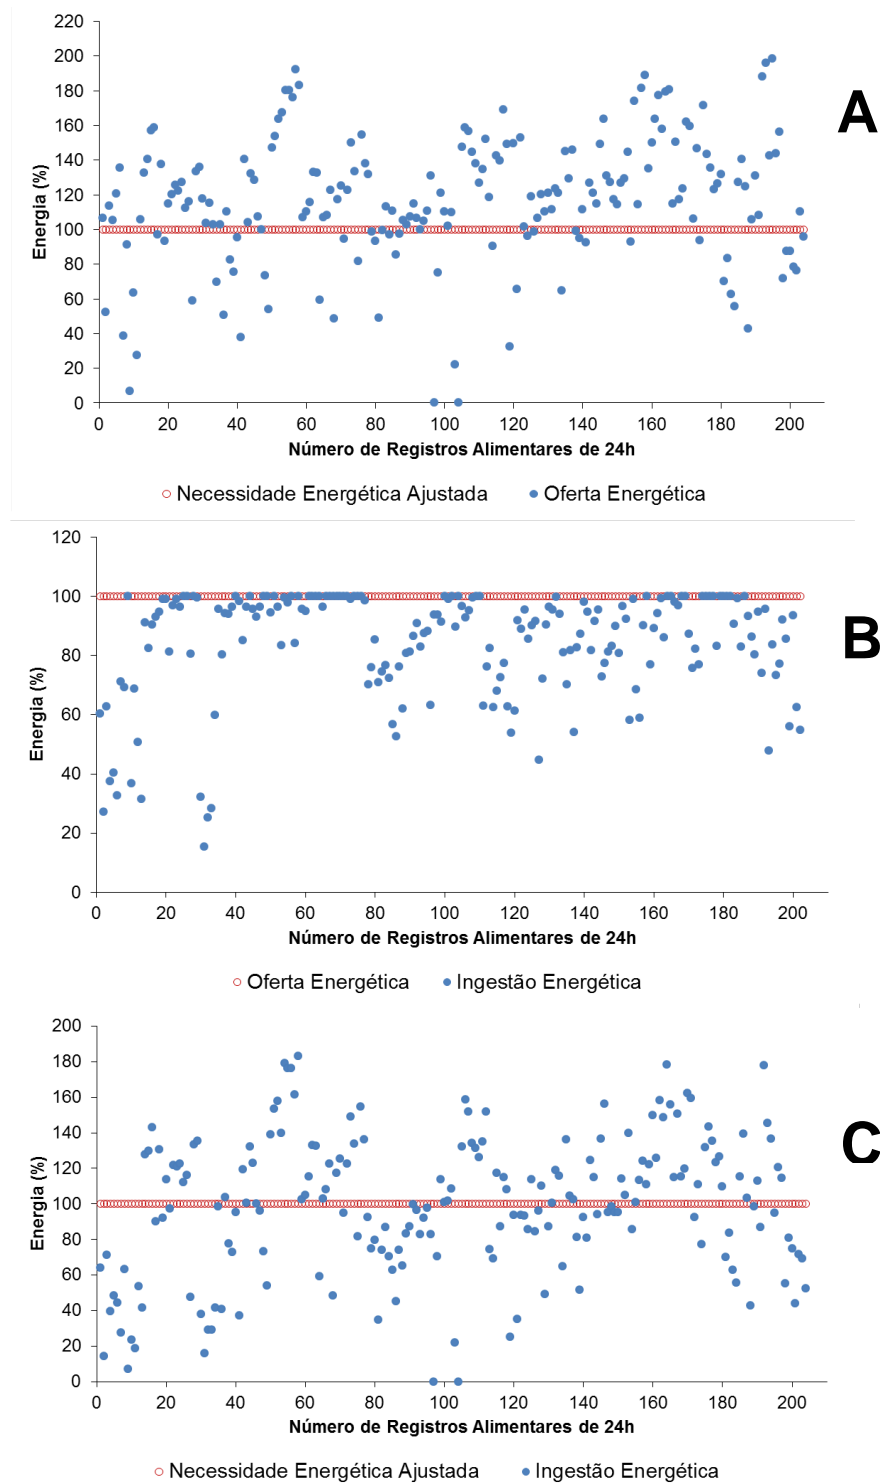 220
200
180
160
140
120
100
80
60
40
20
0
Energia (%)
0 20 40 60 80 100 120 140 160 180 200
Número de Registros Alimentares de 24h
Necessidade Energética Ajustada Oferta Energética
A
120
100
80
60
40
20
0
Energia (%)
0 20 40 60 80 100 120 140 160 180 200
Número de Registros Alimentares de 24h
Oferta Energética Ingestão Energética
B
200
180
160
140
120
100
80
60
40
20
0
Energia (%)
0 20 40 60 80 100 120 140 160 180 200
Número de Registros Alimentares de 24h
Necessidade Energética Ajustada Ingestão Energética
C